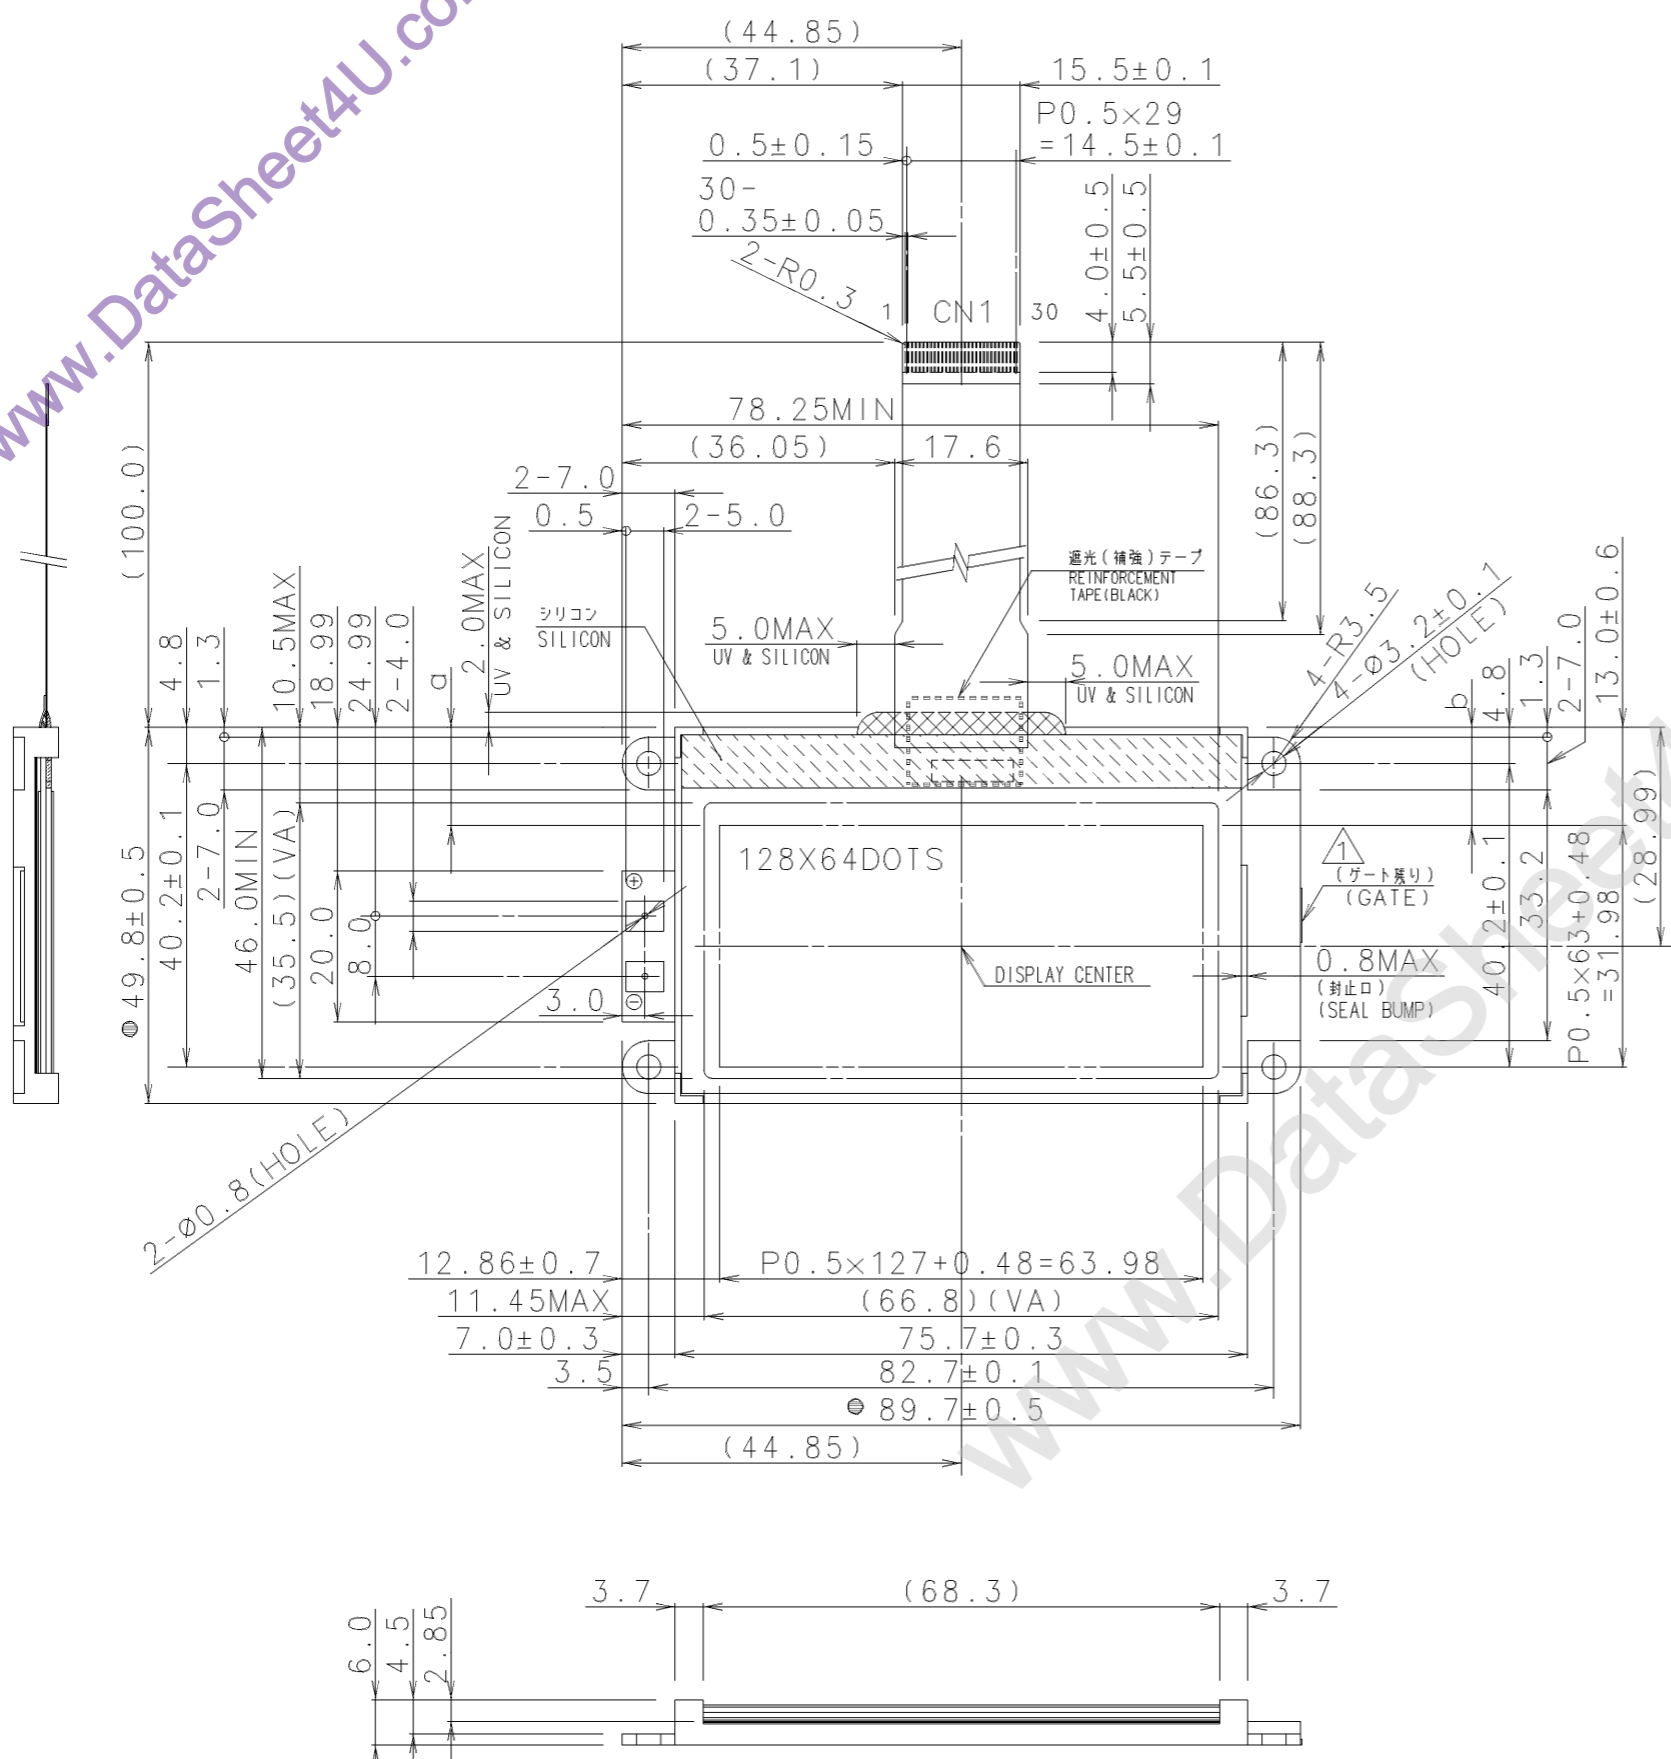 www.DataSheet4U.com
(44.85)
(37.1)
15.5±0.1
P0.5×29
=14.5±0.1
0.5±0.15
30-
0.35±0.05
2-R0.3
1
CN1
30
4.0±0.5
5.5±0.5
78.25MIN
(36.05)
17.6
(86.3)
(88.3)
(100.0)
2-7.0
0.5
2-5.0
2.0MAX
UV & SILICON
シリコン
SILICON
遮光(補強)テープ
REINFORCEMENT
TAPE(BLACK)
5.0MAX
UV & SILICON
5.0MAX
UV & SILICON
4-R3.5
4-Ø3.2±0.1
(HOLE)
4.8
1.3
10.5MAX
18.99
24.99
2-4.0
a
b
4.8
1.3
2-7.0
13.0±0.6
49.8±0.5
40.2±0.1
2-7.0
46.0MIN
(35.5)(VA)
20.0
8.0
3.0
128X64DOTS
DISPLAY CENTER
1
(ゲート残り)
(GATE)
0.8MAX
(封止口)
(SEAL BUMP)
40.2±0.1
33.2
P0.5×63+0.48
=31.98
(28.99)
2-Ø0.8(HOLE)
12.86±0.7
P0.5×127+0.48=63.98
11.45MAX
(66.8)(VA)
7.0±0.3
75.7±0.3
3.5
82.7±0.1
89.7±0.5
(44.85)
www.DataSheet4
3.7
(68.3)
3.7
6.0
4.5
2.85